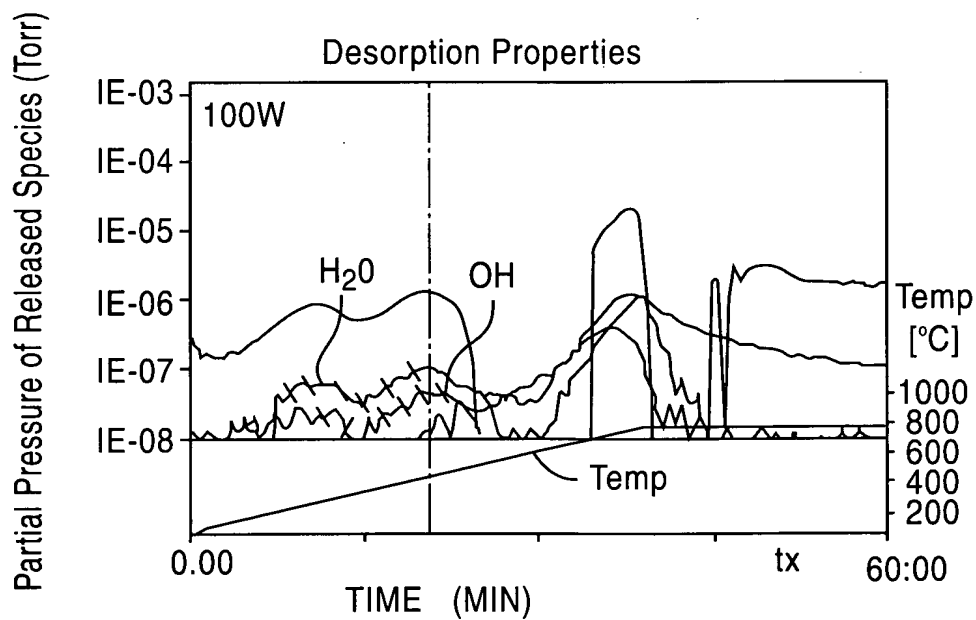 Desorption Properties
Partial Pressure of Released Species (Torr)
IE-03
IE-04
IE-05
IE-06
IE-07
IE-08
100W
H₂0
OH
Temp
[°C]
1000
800
600
400
200
Temp
0.00
tx
60:00
TIME (MIN)